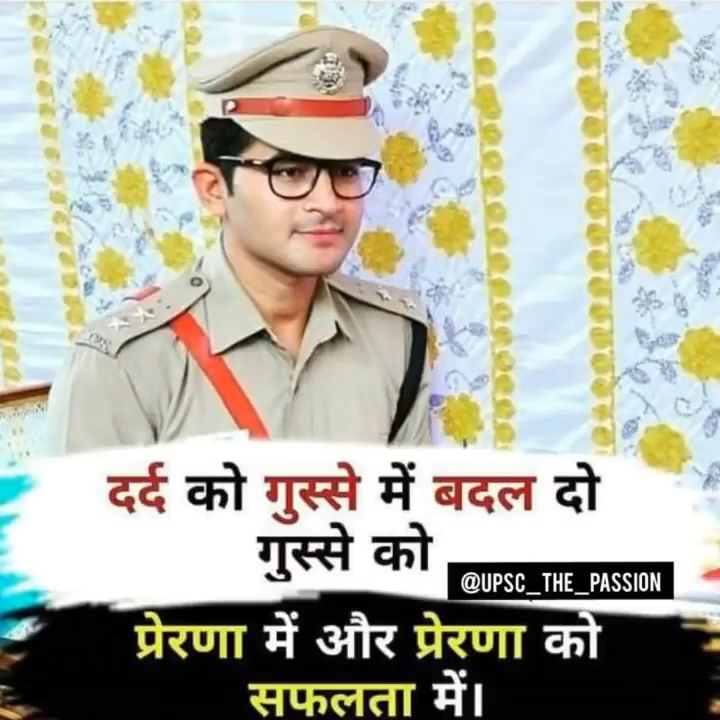 दर्द को गुस्से में बदल दो
गुस्से को
@UPSC_THE_PASSION
प्रेरणा में और प्रेरणा को
सफलता में।